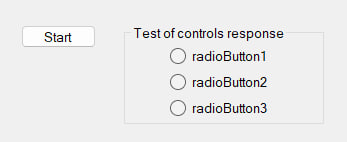 Start
Test of controls response
radioButton1
radioButton2
radioButton3